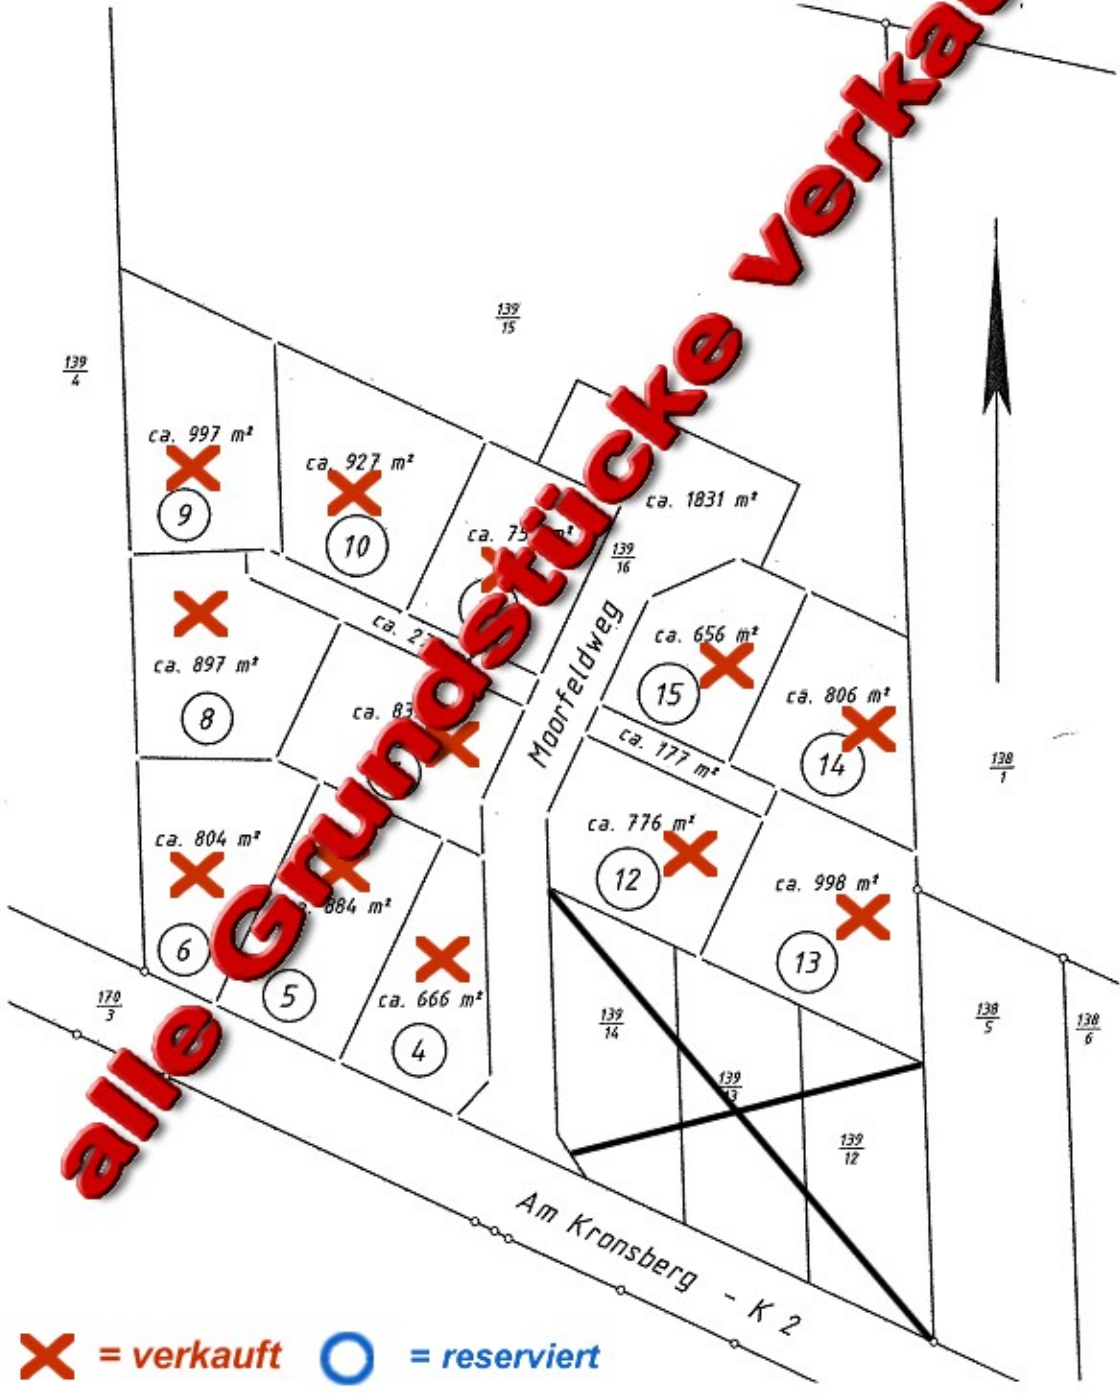 alle Grundstücke
139
15
139
4
ca. 997 m²
9
ca. 927 m²
10
ca. 1831 m²
139
16
ca. 656 m²
15
ca. 806 m²
14
ca. 897 m²
8
Moorfeldweg
ca. 177 m²
138
1
ca. 804 m²
6
884 m²
5
ca. 776 m²
12
ca. 998 m²
13
ca. 666 m²
4
170
3
139
14
139
139
12
138
5
138
6
Am Kronsberg - K 2
= verkauft
= reserviert